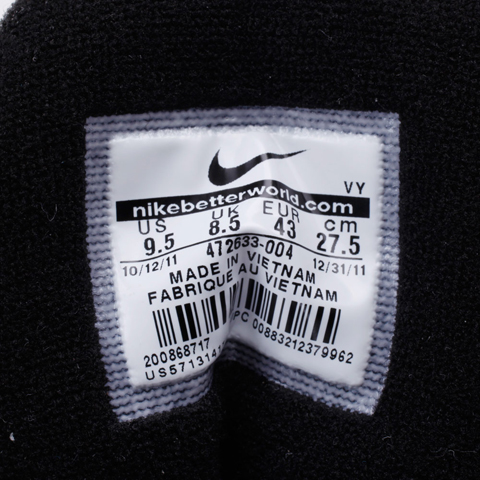 VY
nikebetterworld.com
US UK EUR cm
9.5 8.5 43 27.5
472633-004
10/12/11 12/31/11
MADE IN VIETNAM
FABRIQUE AU VIETNAM
200868717 PC 00883212379962